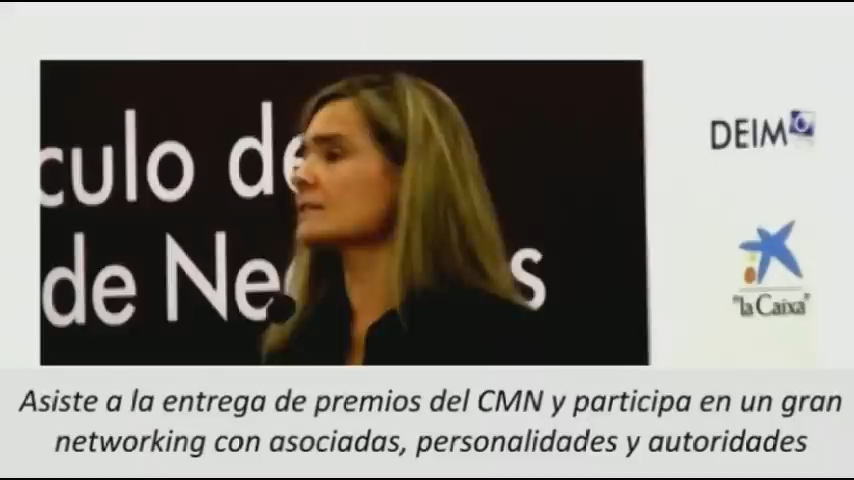 culo de
de Ne s
DEIM
"la Caixa"
Asiste a la entrega de premios del CMN y participa en un gran
networking con asociadas, personalidades y autoridades